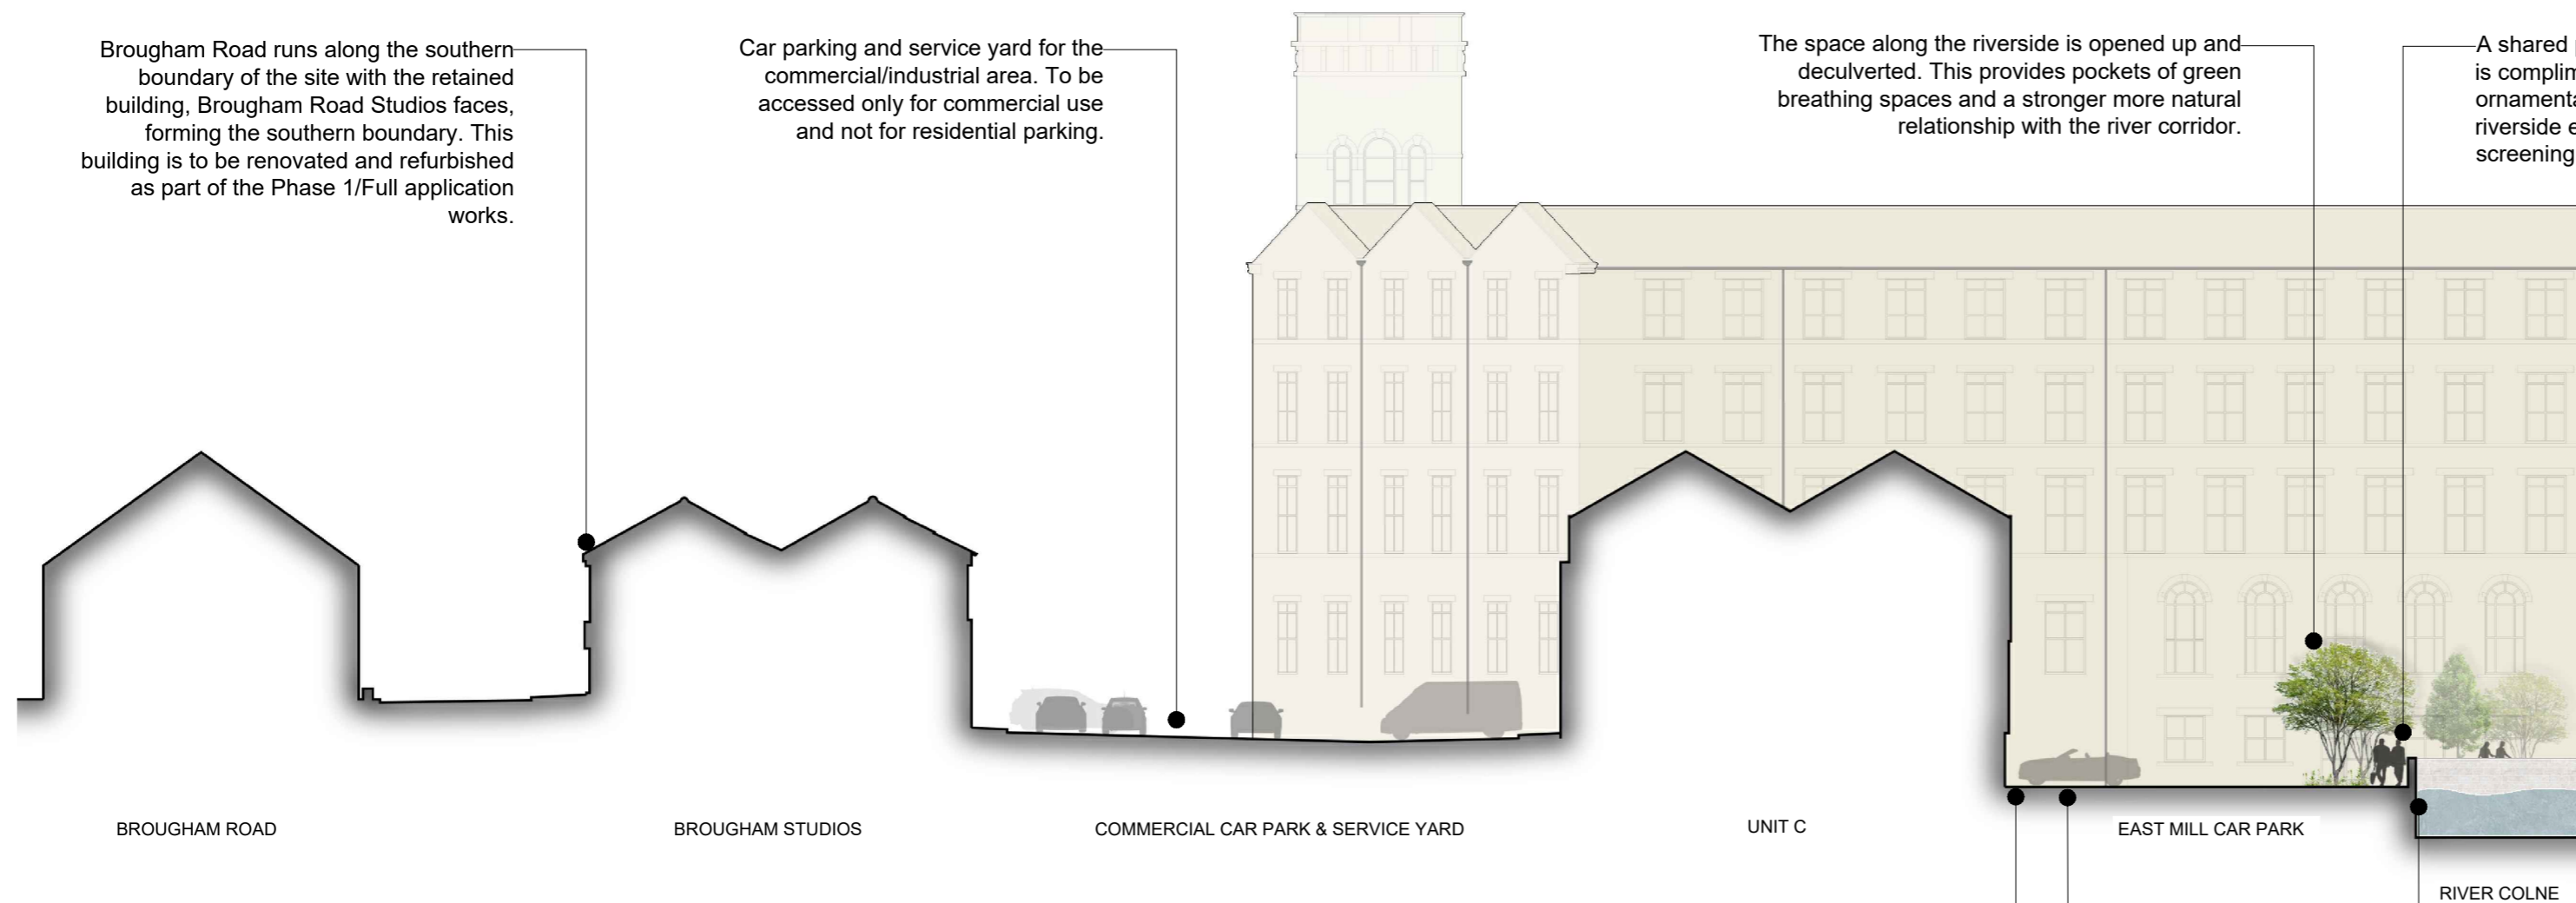 Brougham Road runs along the southern
boundary of the site with the retained
building, Brougham Road Studios faces,
forming the southern boundary. This
building is to be renovated and refurbished
as part of the Phase 1/Full application
works.
Car parking and service yard for the
commercial/industrial area. To be
accessed only for commercial use
and not for residential parking.
The space along the riverside is opened up and
deculverted. This provides pockets of green
breathing spaces and a stronger more natural
relationship with the river corridor.
A shared
is
riverside
screening
BROUGHAM ROAD
BROUGHAM STUDIOS
COMMERCIAL CAR PARK & SERVICE YARD
UNIT C
EAST MILL CAR PARK
RIVER COLNE